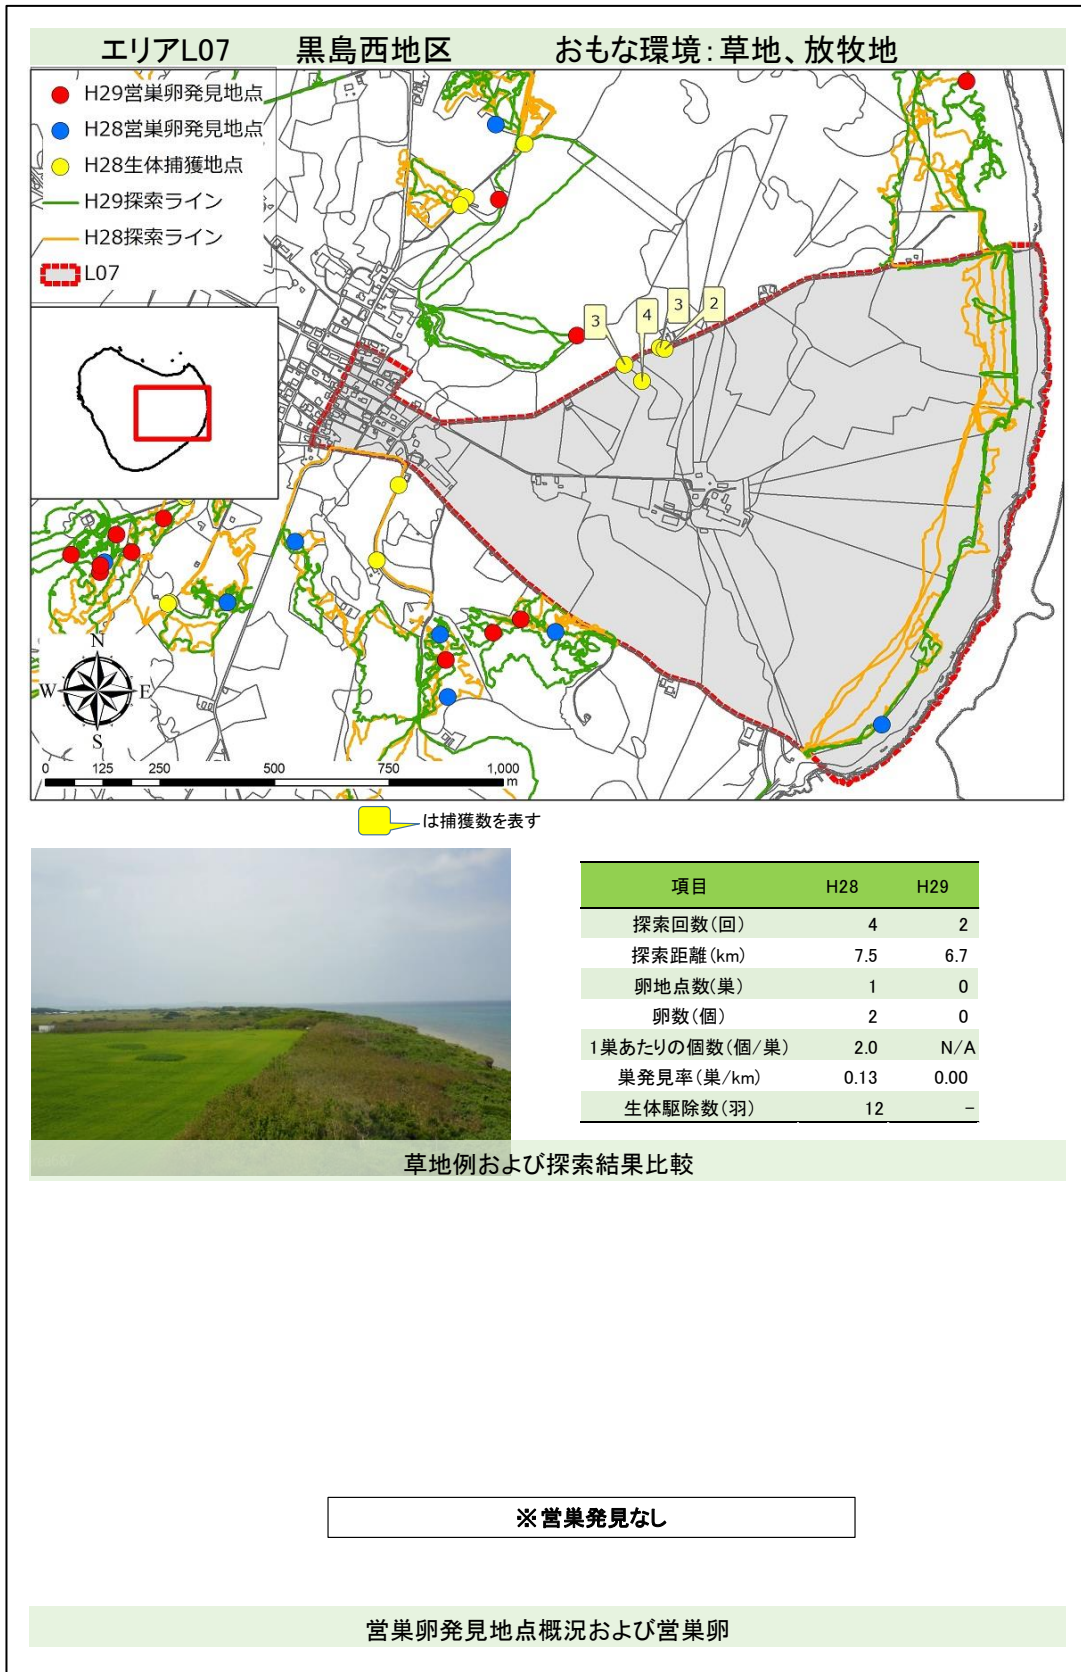 エリアL07 黒島西地区 おもな環境：草地、放牧地
H29営巣卵発見地点
H28営巣卵発見地点
H28生体捕獲地点
H29探索ライン
H28探索ライン
L07
3
4
3
2
N
W E
S
0 125 250 500 750 1,000
m
は捕獲数を表す
項目 H28 H29
探索回数(回) 4 2
探索距離(km) 7.5 6.7
卵地点数(巣) 1 0
卵数(個) 2 0
1巣あたりの個数(個/巣) 2.0 N/A
巣発見率(巣/km) 0.13 0.00
生体駆除数(羽) 12 −
草地例および探索結果比較
※営巣発見なし
営巣卵発見地点概況および営巣卵